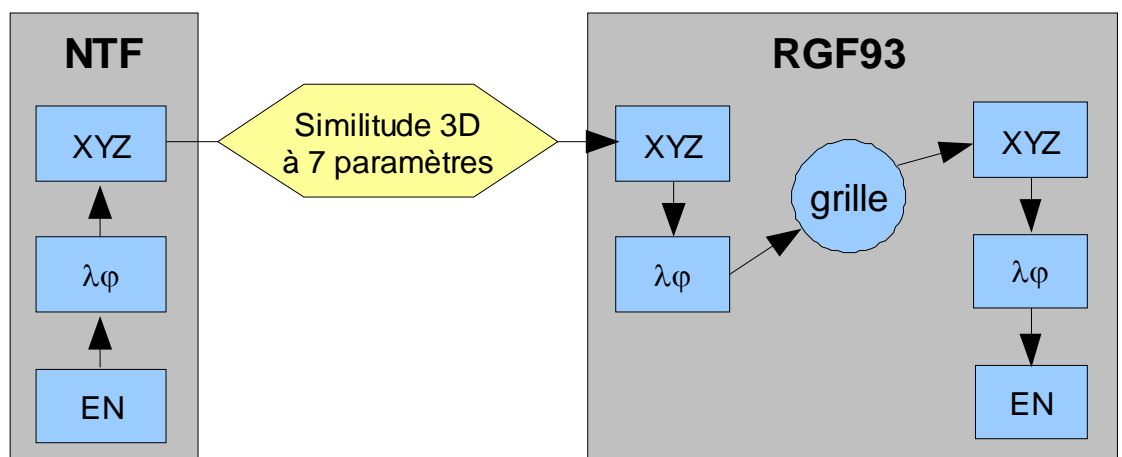 NTF
XYZ
λφ
EN
Similitude 3D
à 7 paramètres
RGF93
XYZ
λφ
grille
XYZ
λφ
EN